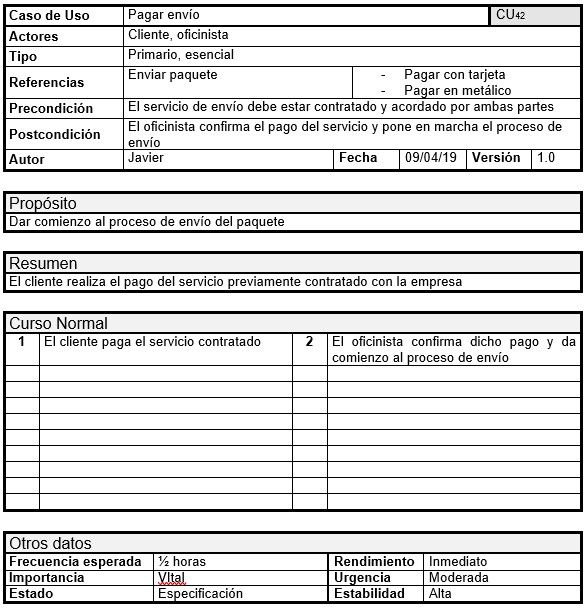 Caso de Uso Pagar envío CU42
Actores Cliente, oficinista
Tipo Primario, esencial
Referencias Enviar paquete - Pagar con tarjeta
- Pagar en metálico
Precondición El servicio de envío debe estar contratado y acordado por ambas partes
Postcondición El oficinista confirma el pago del servicio y pone en marcha el proceso de
envío
Autor Javier Fecha 09/04/19 Versión 1.0
Propósito
Dar comienzo al proceso de envío del paquete
Resumen
El cliente realiza el pago del servicio previamente contratado con la empresa
Curso Normal
1 El cliente paga el servicio contratado 2 El oficinista confirma dicho pago y da
comienzo al proceso de envío
Otros datos
Frecuencia esperada ½ horas Rendimiento Inmediato
Importancia VItal Urgencia Moderada
Estado Especificación Estabilidad Alta